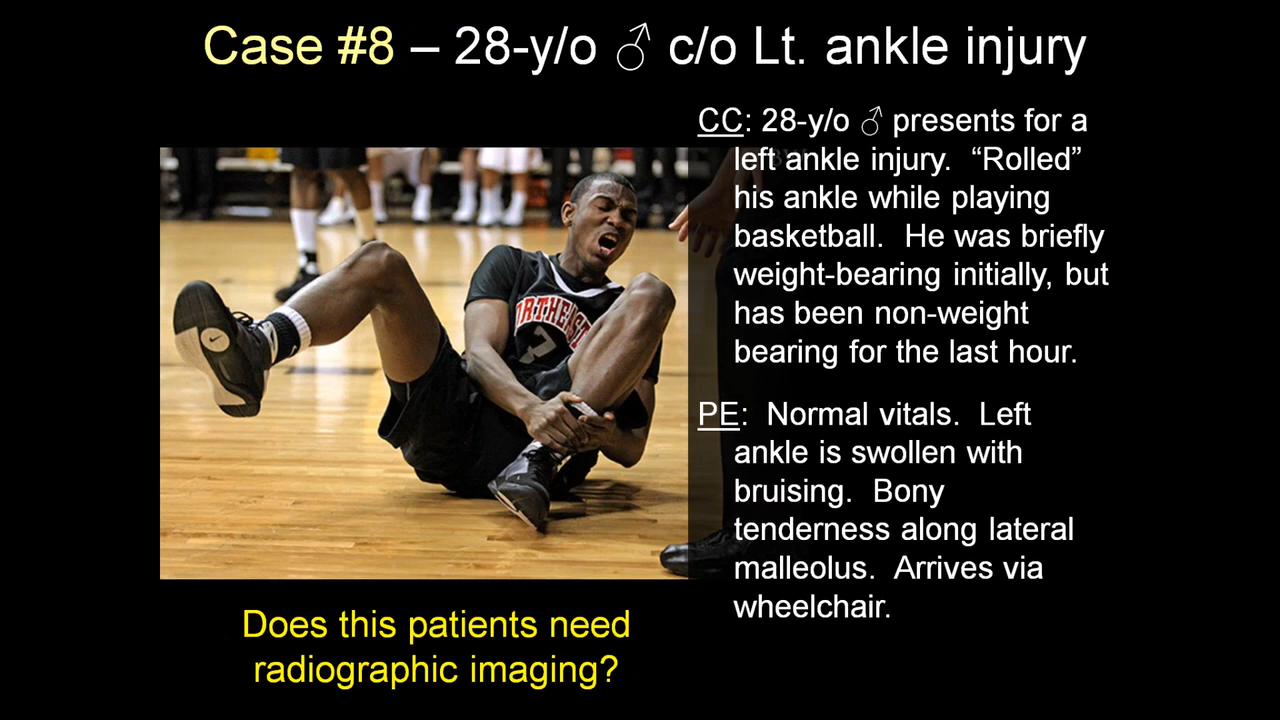 Case #8 – 28-y/o ♂ c/o Lt. ankle injury
CC: 28-y/o ♂ presents for a
left ankle injury.  “Rolled”
his ankle while playing
basketball.  He was briefly
weight-bearing initially, but
has been non-weight
bearing for the last hour.
PE:  Normal vitals.  Left
ankle is swollen with
bruising.  Bony
tenderness along lateral
malleolus.  Arrives via
wheelchair.
3
Does this patients need
radiographic imaging?